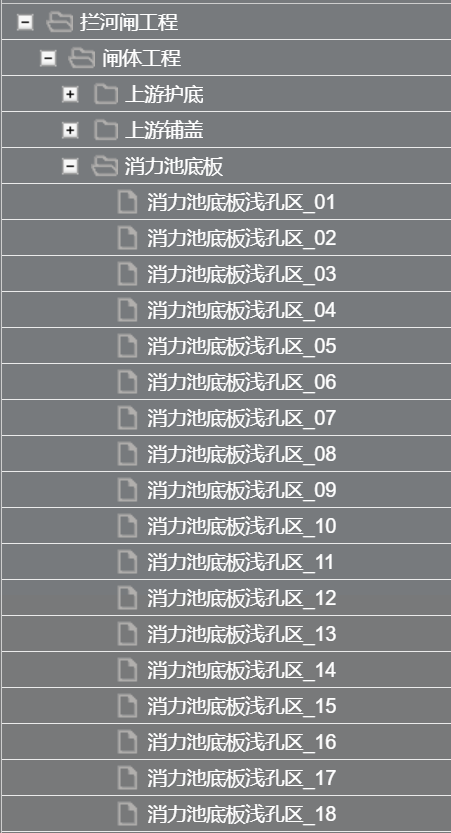 拦河闸工程
闸体工程
上游护底
上游铺盖
消力池底板
消力池底板浅孔区_01
消力池底板浅孔区_02
消力池底板浅孔区_03
消力池底板浅孔区_04
消力池底板浅孔区_05
消力池底板浅孔区_06
消力池底板浅孔区_07
消力池底板浅孔区_08
消力池底板浅孔区_09
消力池底板浅孔区_10
消力池底板浅孔区_11
消力池底板浅孔区_12
消力池底板浅孔区_13
消力池底板浅孔区_14
消力池底板浅孔区_15
消力池底板浅孔区_16
消力池底板浅孔区_17
消力池底板浅孔区_18